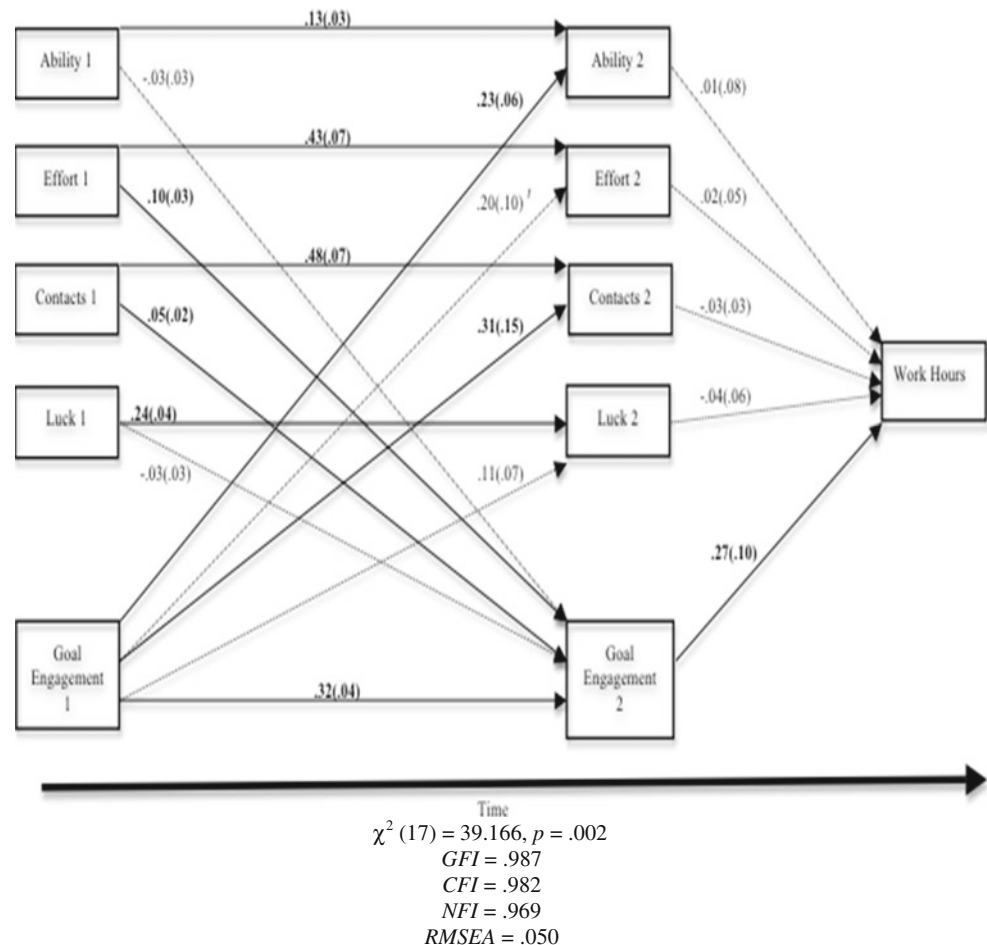 .13(.03)
Ability 1
Ability 2
-.03(.03)
.01(.08)
.23(.06)
.43(.07)
Effort 1
Effort 2
.10(.03)
.20(.10)
.02(.05)
.48(.07)
Contacts 1
Contacts 2
.05(.02)
.31(.15)
-.03(.03)
Work Hours
Luck 1
.24(.04)
Luck 2
-.04(.06)
-.03(.03)
.11(.07)
.27(.10)
Goal
Engagement
1
Goal
Engagement
2
.32(.04)
Time
χ² (17) = 39.166, p = .002
GFI = .987
CFI = .982
NFI = .969
RMSEA = .050